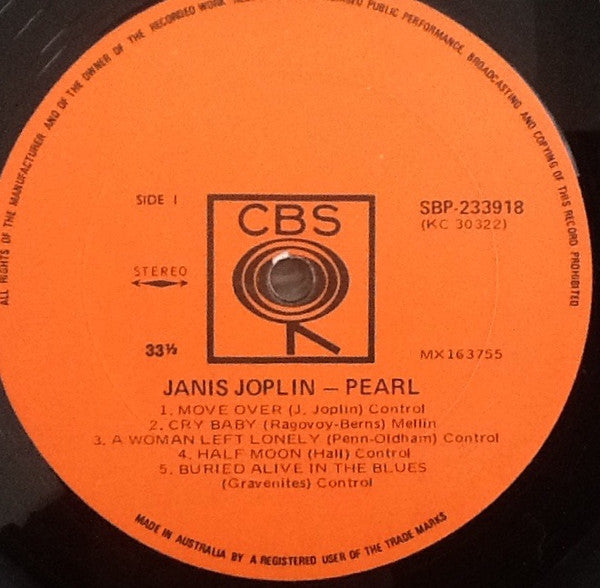 ALL RIGHTS OF THE MANUFACTURER AND OF THE OWNER OF THE RECORDED WORK PUBLIC PERFORMANCE BROADCASTING AND COPYING OF THIS RECORD PROHIBITED
SIDE I
CBS
SBP-233918
(KC 30322)
STEREO
33⅓
MX163755
JANIS JOPLIN — PEARL
1. MOVE OVER (J. Joplin) Control
2. CRY BABY (Ragovoy-Berns) Mellin
3. A WOMAN LEFT LONELY (Penn-Oldham) Control
4. HALF MOON (Hall) Control
5. BURIED ALIVE IN THE BLUES
(Gravenites) Control
MADE IN AUSTRALIA BY A REGISTERED USER OF THE TRADE MARKS